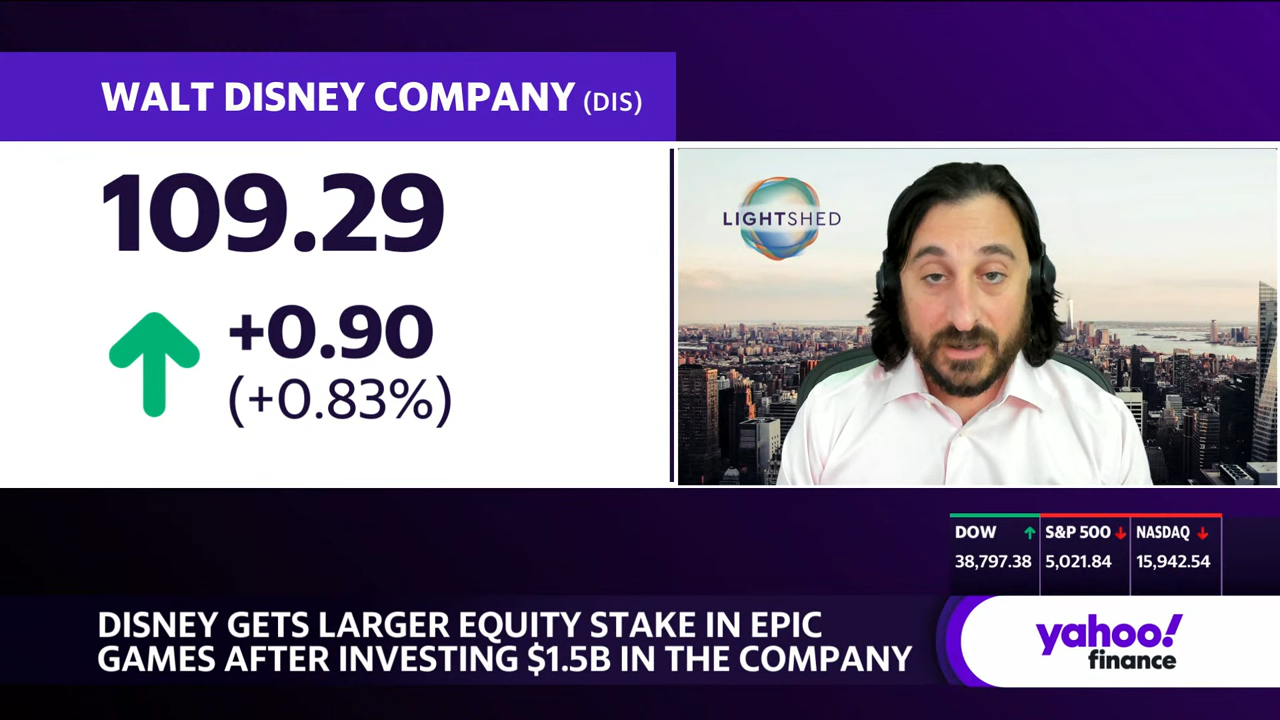 WALT DISNEY COMPANY (DIS)
109.29
+0.90
(+0.83%)
LIGHTSHED
DOW S&P 500 NASDAQ
38,797.38 5,021.84 15,942.54
DISNEY GETS LARGER EQUITY STAKE IN EPIC
GAMES AFTER INVESTING $1.5B IN THE COMPANY
yahoo!
finance